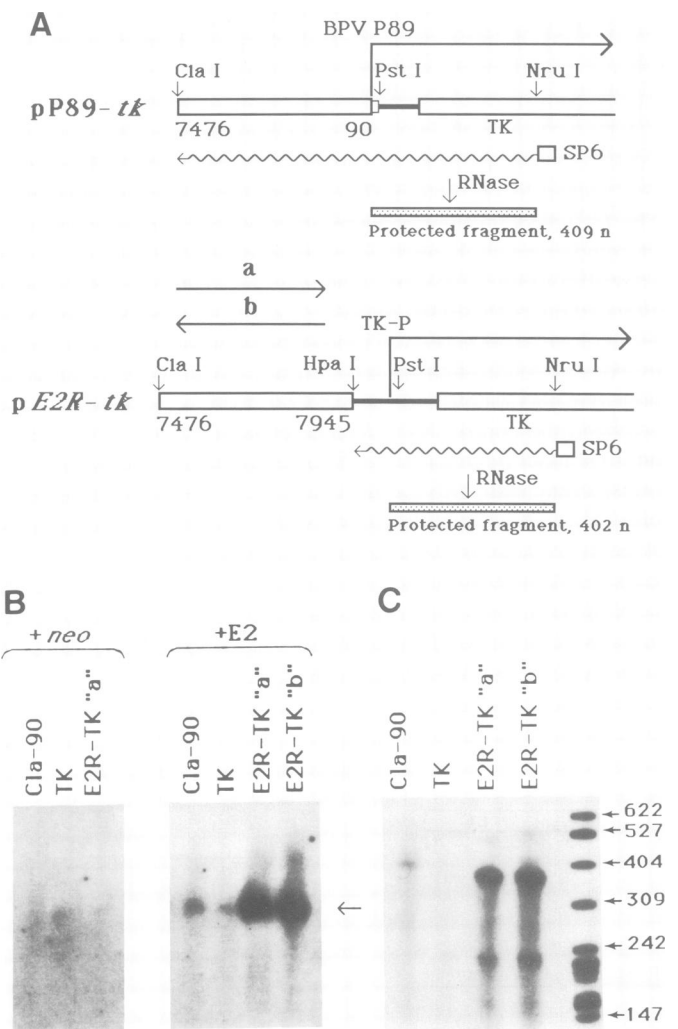 A
BPV P89
Cla I
Pst I
Nru I
pP89-tk
7476
90
TK
SP6
RNase
Protected fragment, 409 n
a
b
TK-P
Cla I
Hpa I
Pst I
Nru I
pE2R-tk
7476
7945
TK
SP6
RNase
Protected fragment, 402 n
B
+ neo
+E2
Cla-90
TK
E2R-TK "a"
Cla-90
TK
E2R-TK "a"
E2R-TK "b"
C
Cla-90
TK
E2R-TK "a"
E2R-TK "b"
622
527
404
309
242
147